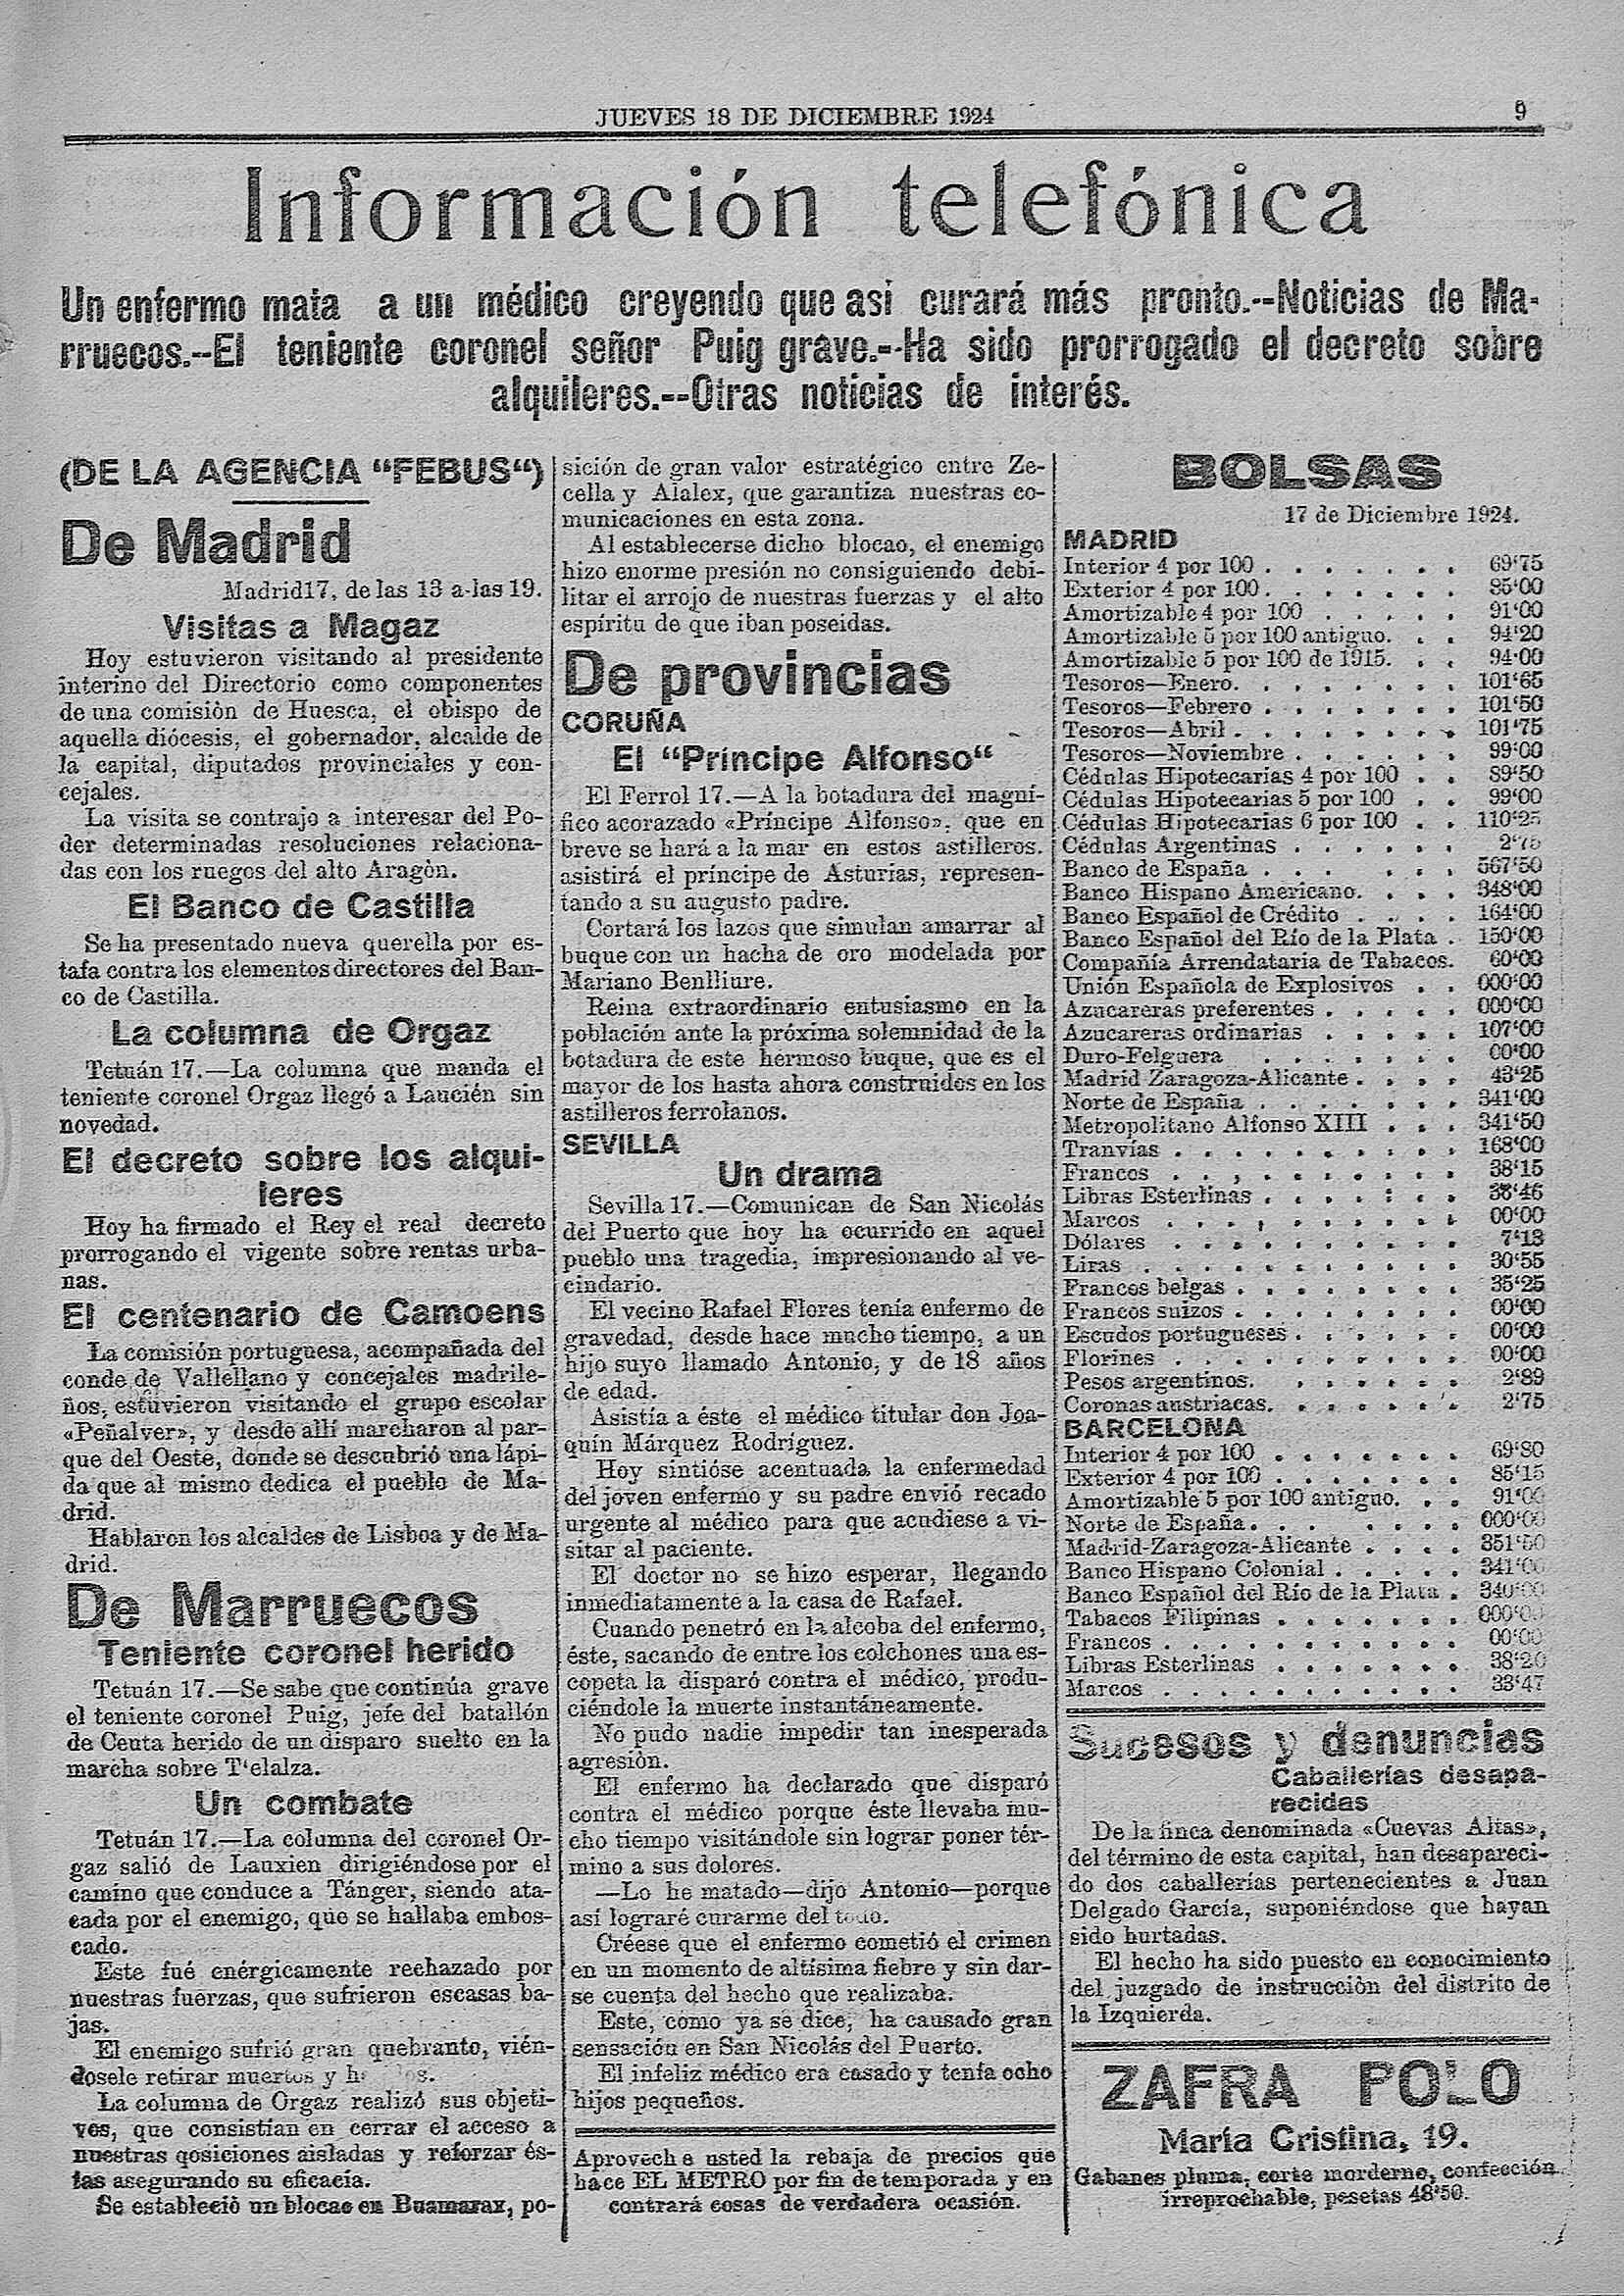 JUEVES 18 DE DICIEMBRE 1924
9
Información telefónica
Un enfermo mata a un médico creyendo que así curará más pronto.--Noticias de Ma-
rruecos.--El teniente coronel señor Puig grave.--Ha sido prorrogado el decreto sobre
alquileres.--Otras noticias de interés.
(DE LA AGENCIA "FEBUS")
De Madrid
Madrid17, de las 13 a las 19.
Visitas a Magaz
Hoy estuvieron visitando al presidente
interino del Directorio como componentes
de una comisión de Huesca, el obispo de
aquella diócesis, el gobernador, alcalde de
la capital, diputados provinciales y con-
cejales.
La visita se contrajo a interesar del Po-
der determinadas resoluciones relaciona-
das con los ruegos del alto Aragón.
El Banco de Castilla
Se ha presentado nueva querella por es-
tafa contra los elementos directores del Ban-
co de Castilla.
La columna de Orgaz
Tetuán 17.—La columna que manda el
teniente coronel Orgaz llegó a Laucién sin
novedad.
El decreto sobre los alqui-
leres
Hoy ha firmado el Rey el real decreto
prorrogando el vigente sobre rentas urba-
nas.
El centenario de Camoens
La comisión portuguesa, acompañada del
conde de Vallellano y concejales madrile-
ños, estuvieron visitando el grupo escolar
«Peñalver», y desde allí marcharon al par-
que del Oeste, donde se descubrió una lápi-
da que al mismo dedica el pueblo de Ma-
drid.
Hablaron los alcaldes de Lisboa y de Ma-
drid.
De Marruecos
Teniente coronel herido
Tetuán 17.—Se sabe que continúa grave
el teniente coronel Puig, jefe del batallón
de Ceuta herido de un disparo suelto en la
marcha sobre T'elalza.
Un combate
Tetuán 17.—La columna del coronel Or-
gaz salió de Lauxien dirigiéndose por el
camino que conduce a Tánger, siendo ata-
cada por el enemigo, que se hallaba embos-
cado.
Este fué enérgicamente rechazado por
nuestras fuerzas, que sufrieron escasas ba-
jas.
El enemigo sufrió gran quebranto, vién-
dosele retirar muertos y
La columna de Orgaz realizó sus objeti-
vos, que consistían en cerrar el acceso a
nuestras qosiciones aisladas y reforzar és-
tas asegurando su eficacia.
Se estableció un blocao en Buamarax, po-
sición de gran valor estratégico entre Ze-
cella y Alalex, que garantiza nuestras co-
municaciones en esta zona.
Al establecerse dicho blocao, el enemigo
hizo enorme presión no consiguiendo debi-
litar el arrojo de nuestras fuerzas y el alto
espíritu de que iban poseidas.
De provincias
CORUÑA
El "Príncipe Alfonso"
El Ferrol 17.—A la botadura del magní-
fico acorazado «Príncipe Alfonso», que en
breve se hará a la mar en estos astilleros.
asistirá el príncipe de Asturias, represen-
tando a su augusto padre.
Cortará los lazos que simulan amarrar al
buque con un hacha de oro modelada por
Mariano Benlliure.
Reina extraordinario entusiasmo en la
población ante la próxima solemnidad de la
botadura de este hermoso buque, que es el
mayor de los hasta ahora construidos en los
astilleros ferrolanos.
SEVILLA
Un drama
Sevilla 17.—Comunican de San Nicolás
del Puerto que hoy ha ocurrido en aquel
pueblo una tragedia, impresionando al ve-
cindario.
El vecino Rafael Flores tenía enfermo de
gravedad, desde hace mucho tiempo, a un
hijo suyo llamado Antonio, y de 18 años
de edad.
Asistía a éste el médico titular don Joa-
quín Márquez Rodríguez.
Hoy sintióse acentuada la enfermedad
del joven enfermo y su padre envió recado
urgente al médico para que acudiese a vi-
sitar al paciente.
El doctor no se hizo esperar, llegando
inmediatamente a la casa de Rafael.
Cuando penetró en la alcoba del enfermo,
éste, sacando de entre los colchones una es-
copeta la disparó contra el médico, produ-
ciéndole la muerte instantáneamente.
No pudo nadie impedir tan inesperada
agresión.
El enfermo ha declarado que disparó
contra el médico porque éste llevaba mu-
cho tiempo visitándole sin lograr poner tér-
mino a sus dolores.
—Lo he matado—dijo Antonio—porque
así lograré curarme del todo.
Créese que el enfermo cometió el crimen
en un momento de altísima fiebre y sin dar-
se cuenta del hecho que realizaba.
Este, como ya se dice, ha causado gran
sensación en San Nicolás del Puerto.
El infeliz médico era casado y tenía ocho
hijos pequeños.
Aproveche usted la rebaja de precios que
hace EL METRO por fin de temporada y en
contrará cosas de verdadera ocasión.
BOLSAS
17 de Diciembre 1924.
MADRID
Interior 4 por 100 . . . . . . . 69'75
Exterior 4 por 100. . . . . . . 85'00
Amortizable 4 por 100 . . . . . 91'00
Amortizable 5 por 100 antiguo. . . 94'20
Amortizable 5 por 100 de 1915. . . 94'00
Tesoros—Enero. . . . . . . . 101'65
Tesoros—Febrero . . . . . . . 101'50
Tesoros—Abril . . . . . . . . 101'75
Tesoros—Noviembre . . . . . . 99'00
Cédulas Hipotecarias 4 por 100 . . 89'50
Cédulas Hipotecarias 5 por 100 . . 99'00
Cédulas Hipotecarias 6 por 100 . . 110'25
Cédulas Argentinas . . . . . . 2'75
Banco de España . . . . . . 567'50
Banco Hispano Americano. . . . 348'00
Banco Español de Crédito . . . . 164'00
Banco Español del Río de la Plata . 150'00
Compañía Arrendataria de Tabacos. 60'00
Unión Española de Explosivos . . 000'00
Azucareras preferentes . . . . . 000'00
Azucareras ordinarias . . . . . 107'00
Duro-Felguera . . . . . . . 00'00
Madrid Zaragoza-Alicante . . . . 43'25
Norte de España . . . . . . . 341'00
Metropolitano Alfonso XIII . . . 341'50
Tranvías . . . . . . . . . . 168'00
Francos . . . . . . . . . . 38'15
Libras Esterlinas . . . . . . . 33'46
Marcos . . . . . . . . . . 00'00
Dólares . . . . . . . . . . 7'13
Liras . . . . . . . . . . . 30'55
Francos belgas . . . . . . . . 35'25
Francos suizos . . . . . . . . 00'00
Escudos portugueses . . . . . . 00'00
Florines . . . . . . . . . . 00'00
Pesos argentinos. . . . . . . 2'89
Coronas austriacas. . . . . . . 2'75
BARCELONA
Interior 4 por 100 . . . . . . . 69'80
Exterior 4 por 100 . . . . . . . 85'15
Amortizable 5 por 100 antiguo. . . 91'00
Norte de España. . . . . . . 000'00
Madrid-Zaragoza-Alicante . . . . 351'50
Banco Hispano Colonial . . . . . 341'00
Banco Español del Río de la Plata . 340'00
Tabacos Filipinas . . . . . . . 000'00
Francos . . . . . . . . . . 00'00
Libras Esterlinas . . . . . . . 38'20
Marcos . . . . . . . . . . 33'47
Sucesos y denuncias
Caballerías desapa-
recidas
De la finca denominada «Cuevas Altas»,
del término de esta capital, han desapareci-
do dos caballerías pertenecientes a Juan
Delgado García, suponiéndose que hayan
sido hurtadas.
El hecho ha sido puesto en conocimiento
del juzgado de instrucción del distrito de
la Izquierda.
ZAFRA POLO
María Cristina, 19.
Gabanes pluma, corte morderno, confección
irreprochable, pesetas 48'50.